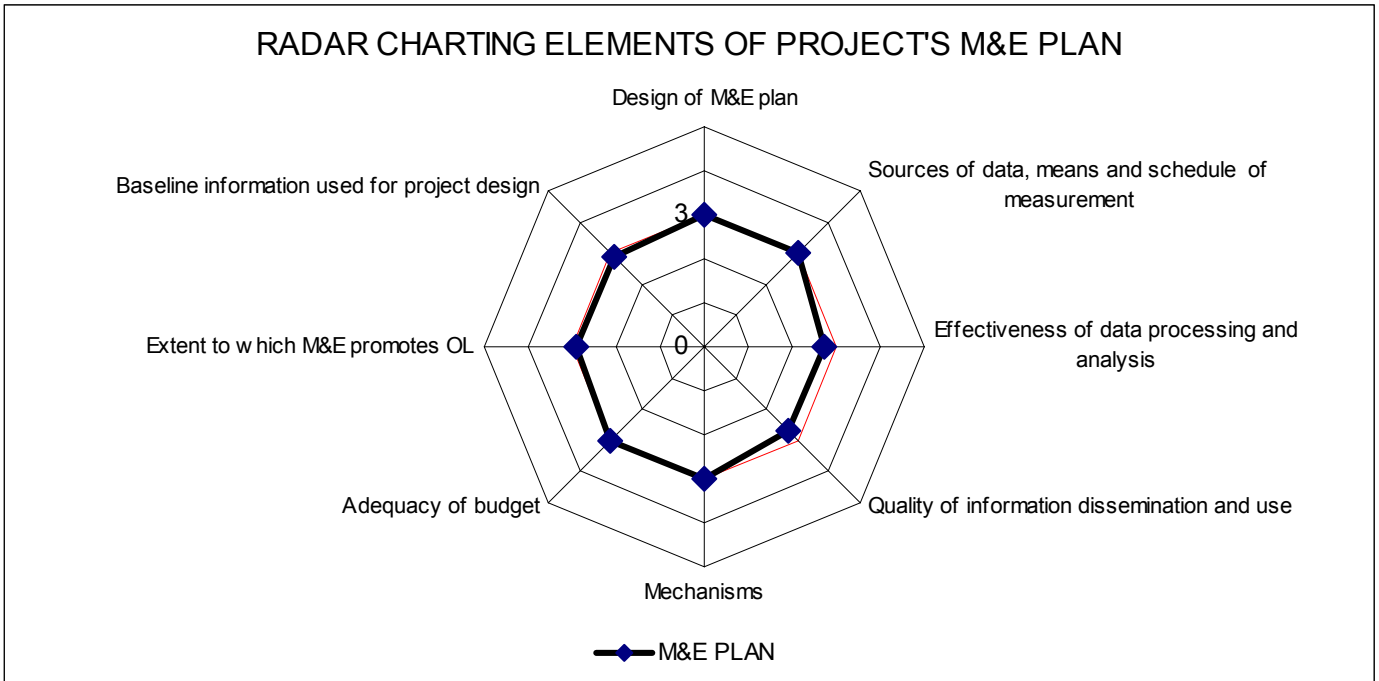 RADAR CHARTING ELEMENTS OF PROJECT'S M&E PLAN
Design of M&E plan
Sources of data, means and schedule of
measurement
Baseline information used for project design
3
Effectiveness of data processing and
analysis
Extent to which M&E promotes OL
0
Quality of information dissemination and use
Adequacy of budget
Mechanisms
M&E PLAN